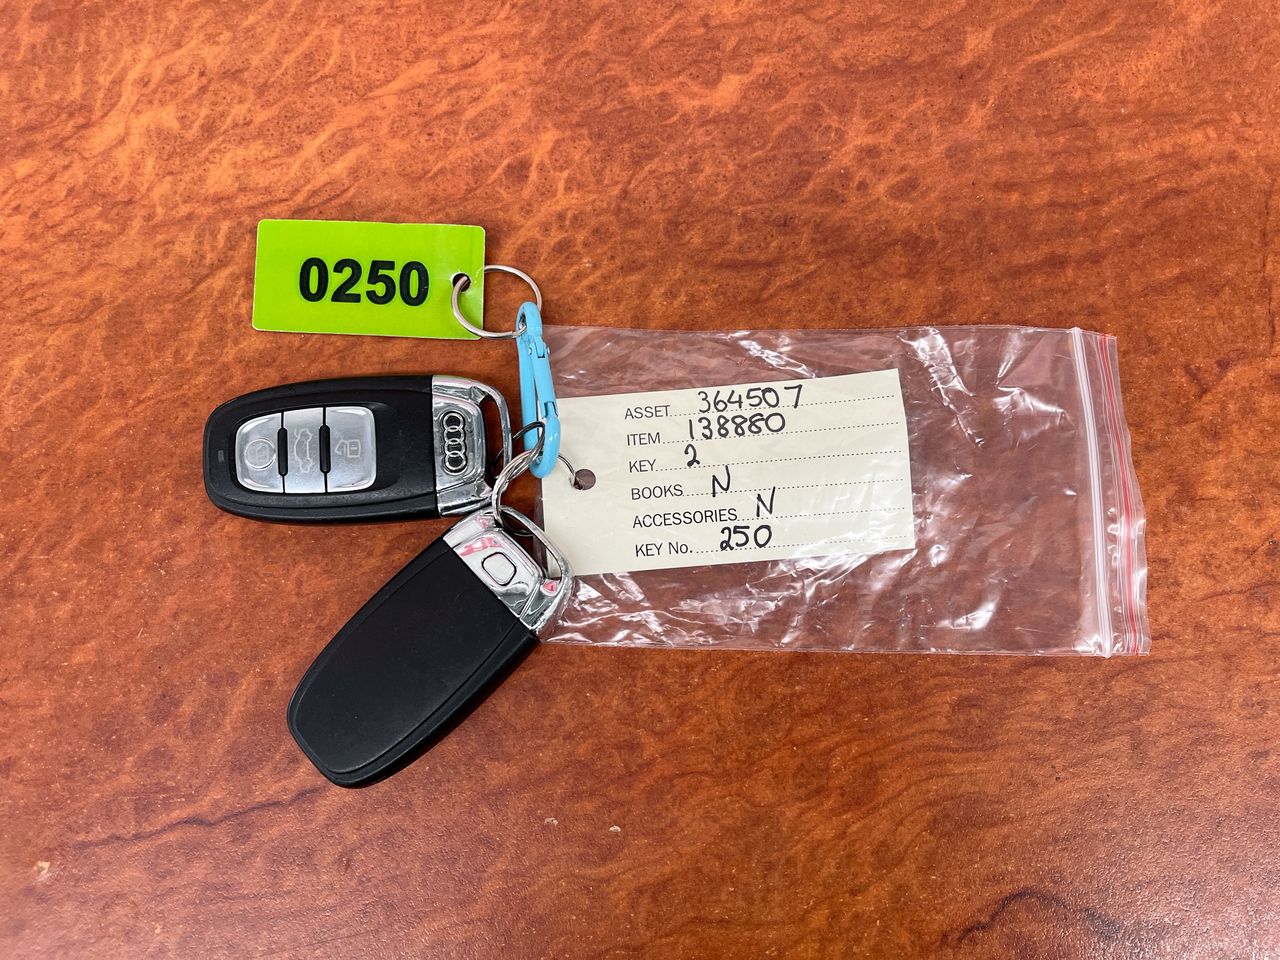 0250
ASSET 364507
ITEM 138880
KEY 2
BOOKS N
ACCESSORIES N
KEY No. 250